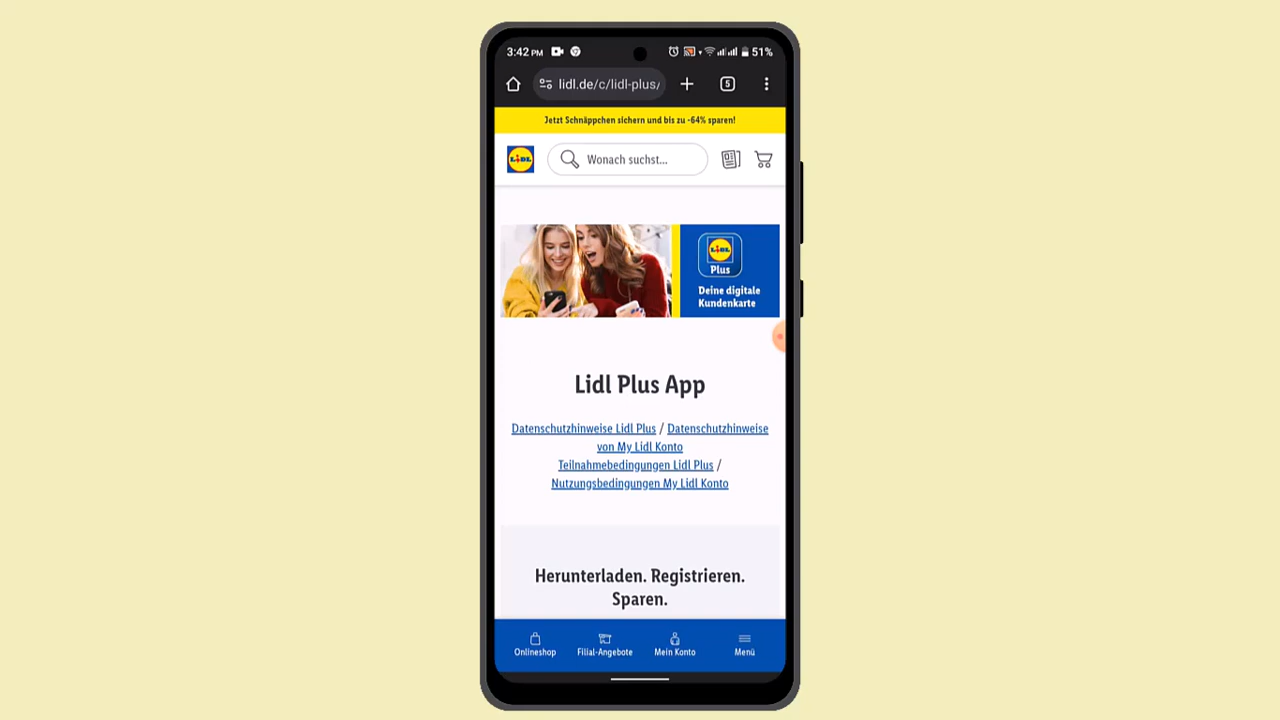 3:42 PM
51%
lidl.de/c/lidl-plus/
5
Jetzt Schnäppchen sichern und bis zu -64% sparen!
LIDL
Wonach suchst...
LIDL
Plus
Deine digitale
Kundenkarte
Lidl Plus App
Datenschutzhinweise Lidl Plus / Datenschutzhinweise
von My Lidl Konto
Teilnahmebedingungen Lidl Plus /
Nutzungsbedingungen My Lidl Konto
Herunterladen. Registrieren.
Sparen.
Onlineshop
Filial-Angebote
Mein Konto
Menü